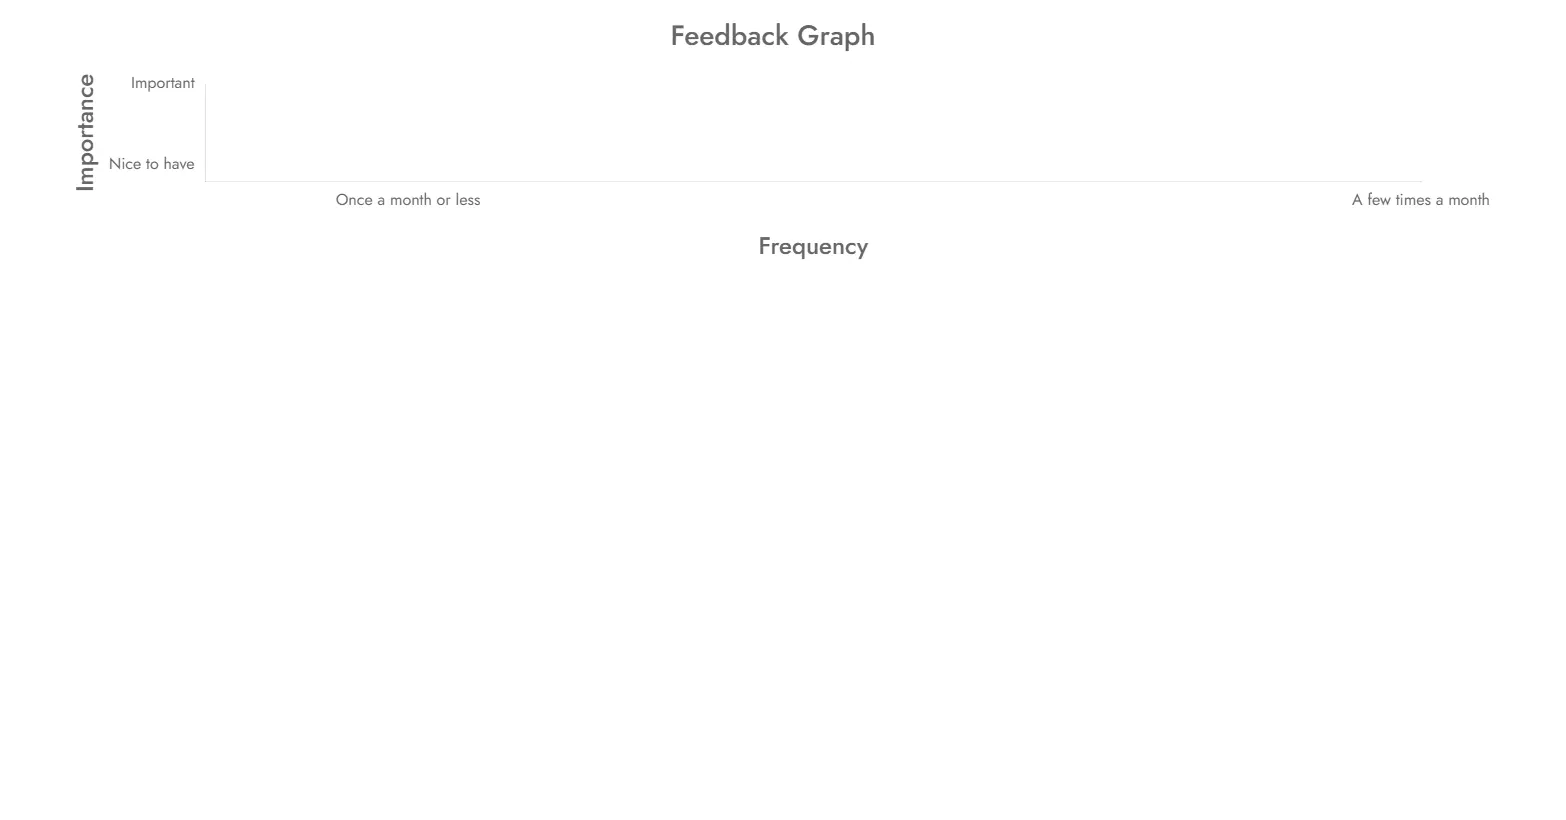 Feedback Graph
Importance
Important
Nice to have
Once a month or less
A few times a month
Frequency